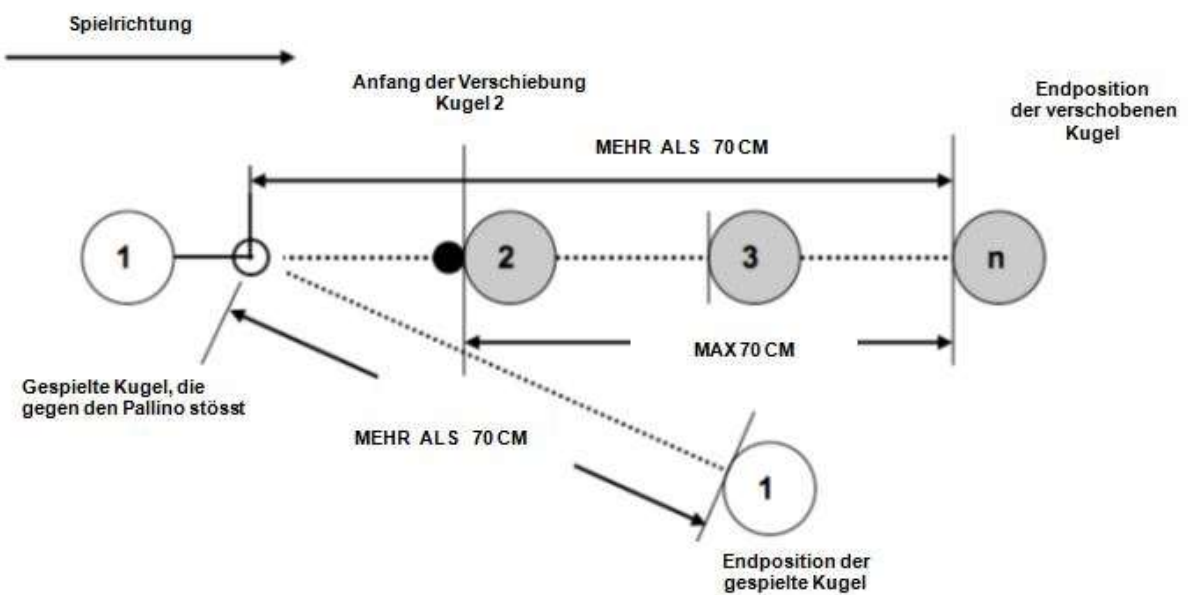 Spielrichtung
Anfang der Verschiebung
Kugel 2
Endposition
der verschobenen
Kugel
MEHR ALS 70 CM
1
2
3
n
MAX 70 CM
Gespielte Kugel, die
gegen den Pallino stösst
MEHR ALS 70 CM
1
Endposition der
gespielte Kugel